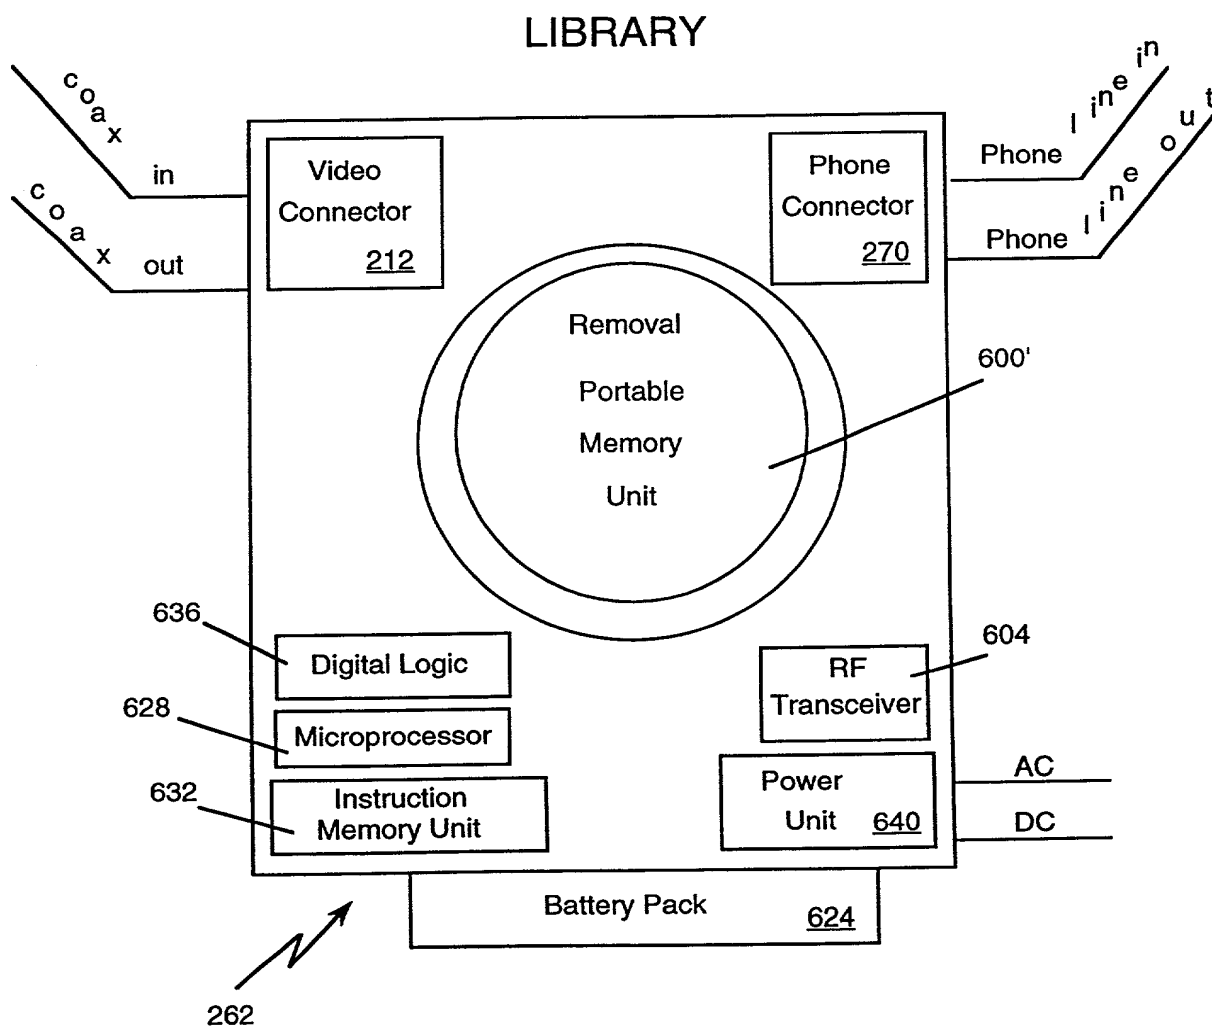 LIBRARY
coax in
coax out
Video
Connector
212
Phone
Connector
270
Phone line in
Phone line out
Removal
Portable
Memory
Unit
600'
636
Digital Logic
628
Microprocessor
632
Instruction
Memory Unit
604
RF
Transceiver
Power
Unit 640
AC
DC
Battery Pack 624
262